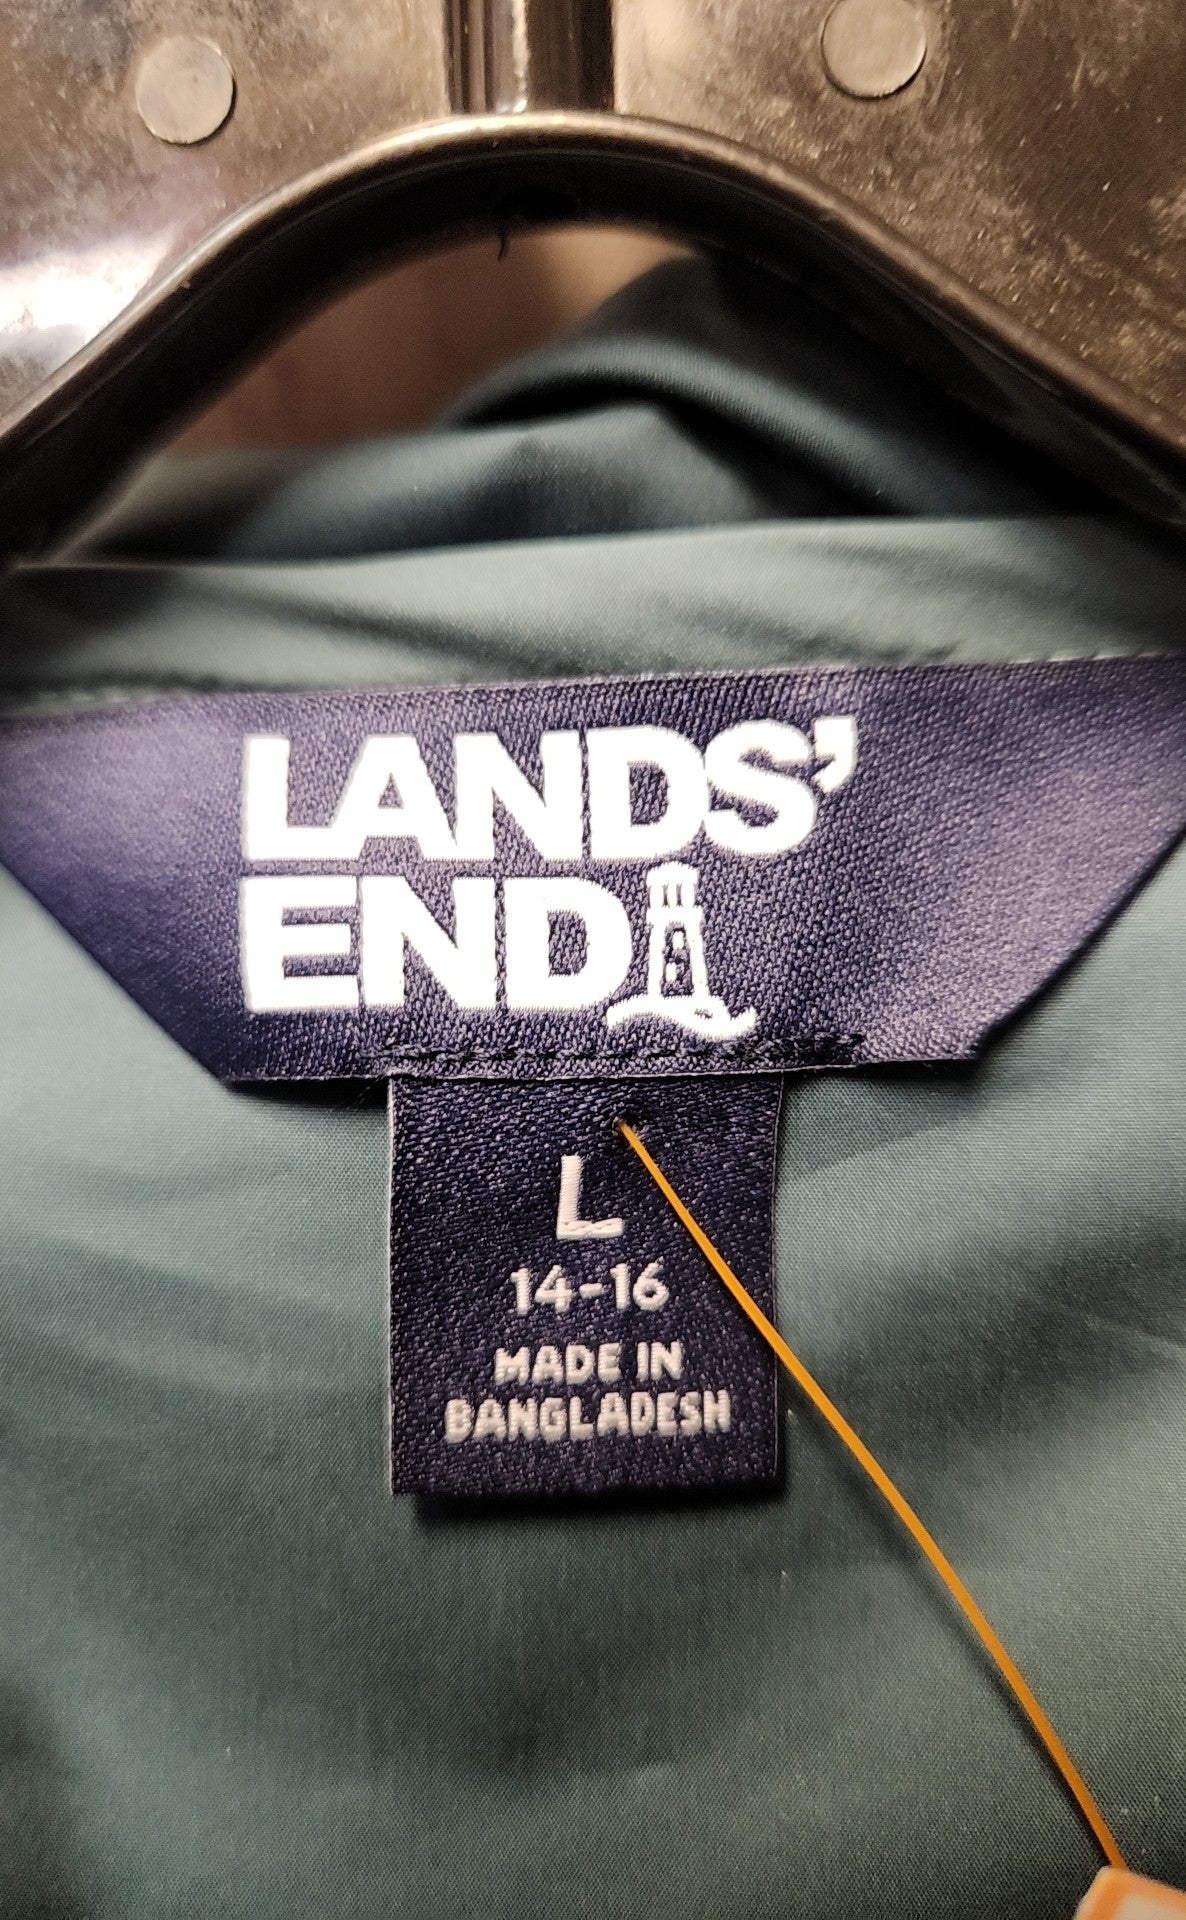 LANDS’
END
L
14-16
MADE IN
BANGLADESH